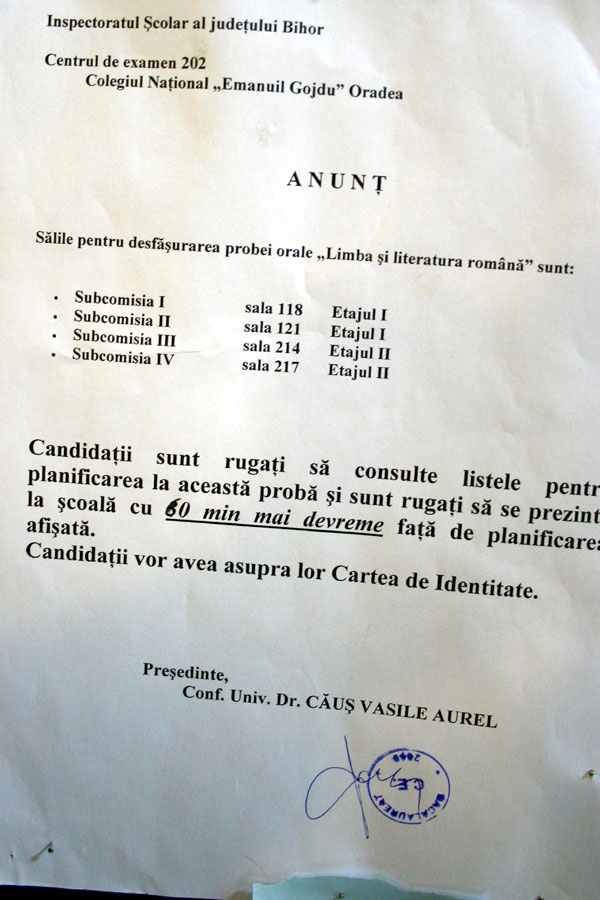 Inspectoratul Şcolar al judeţului Bihor
Centrul de examen 202
Colegiul Naţional „Emanuil Gojdu” Oradea
A N U N Ţ
Sălile pentru desfăşurarea probei orale „Limba şi literatura română” sunt:
• Subcomisia I sala 118 Etajul I
• Subcomisia II sala 121 Etajul I
• Subcomisia III sala 214 Etajul II
• Subcomisia IV sala 217 Etajul II
Candidaţii sunt rugaţi să consulte listele pentr
planificarea la această probă şi sunt rugaţi să se prezint
la şcoală cu 60 min mai devreme faţă de planificarea
afişată.
Candidaţii vor avea asupra lor Cartea de Identitate.
Preşedinte,
Conf. Univ. Dr. CĂUŞ VASILE AUREL
BACALAUREAT
C.E.